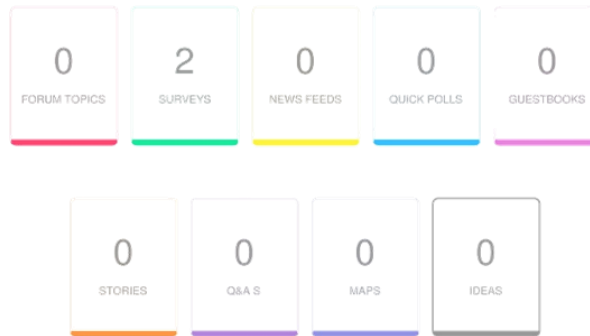 0 2 0 0 0
FORUM TOPICS SURVEYS NEWS FEEDS QUICK POLLS GUESTBOOKS
0 0 0 0
STORIES Q&A S MAPS IDEAS